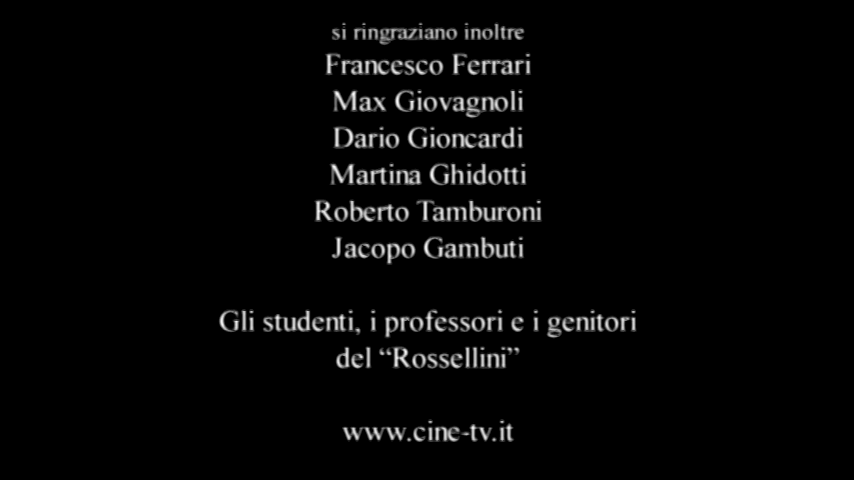 si ringraziano inoltre
Francesco Ferrari
Max Giovagnoli
Dario Gioncardi
Martina Ghidotti
Roberto Tamburoni
Jacopo Gambuti
Gli studenti, i professori e i genitori
del “Rossellini”
www.cine-tv.it